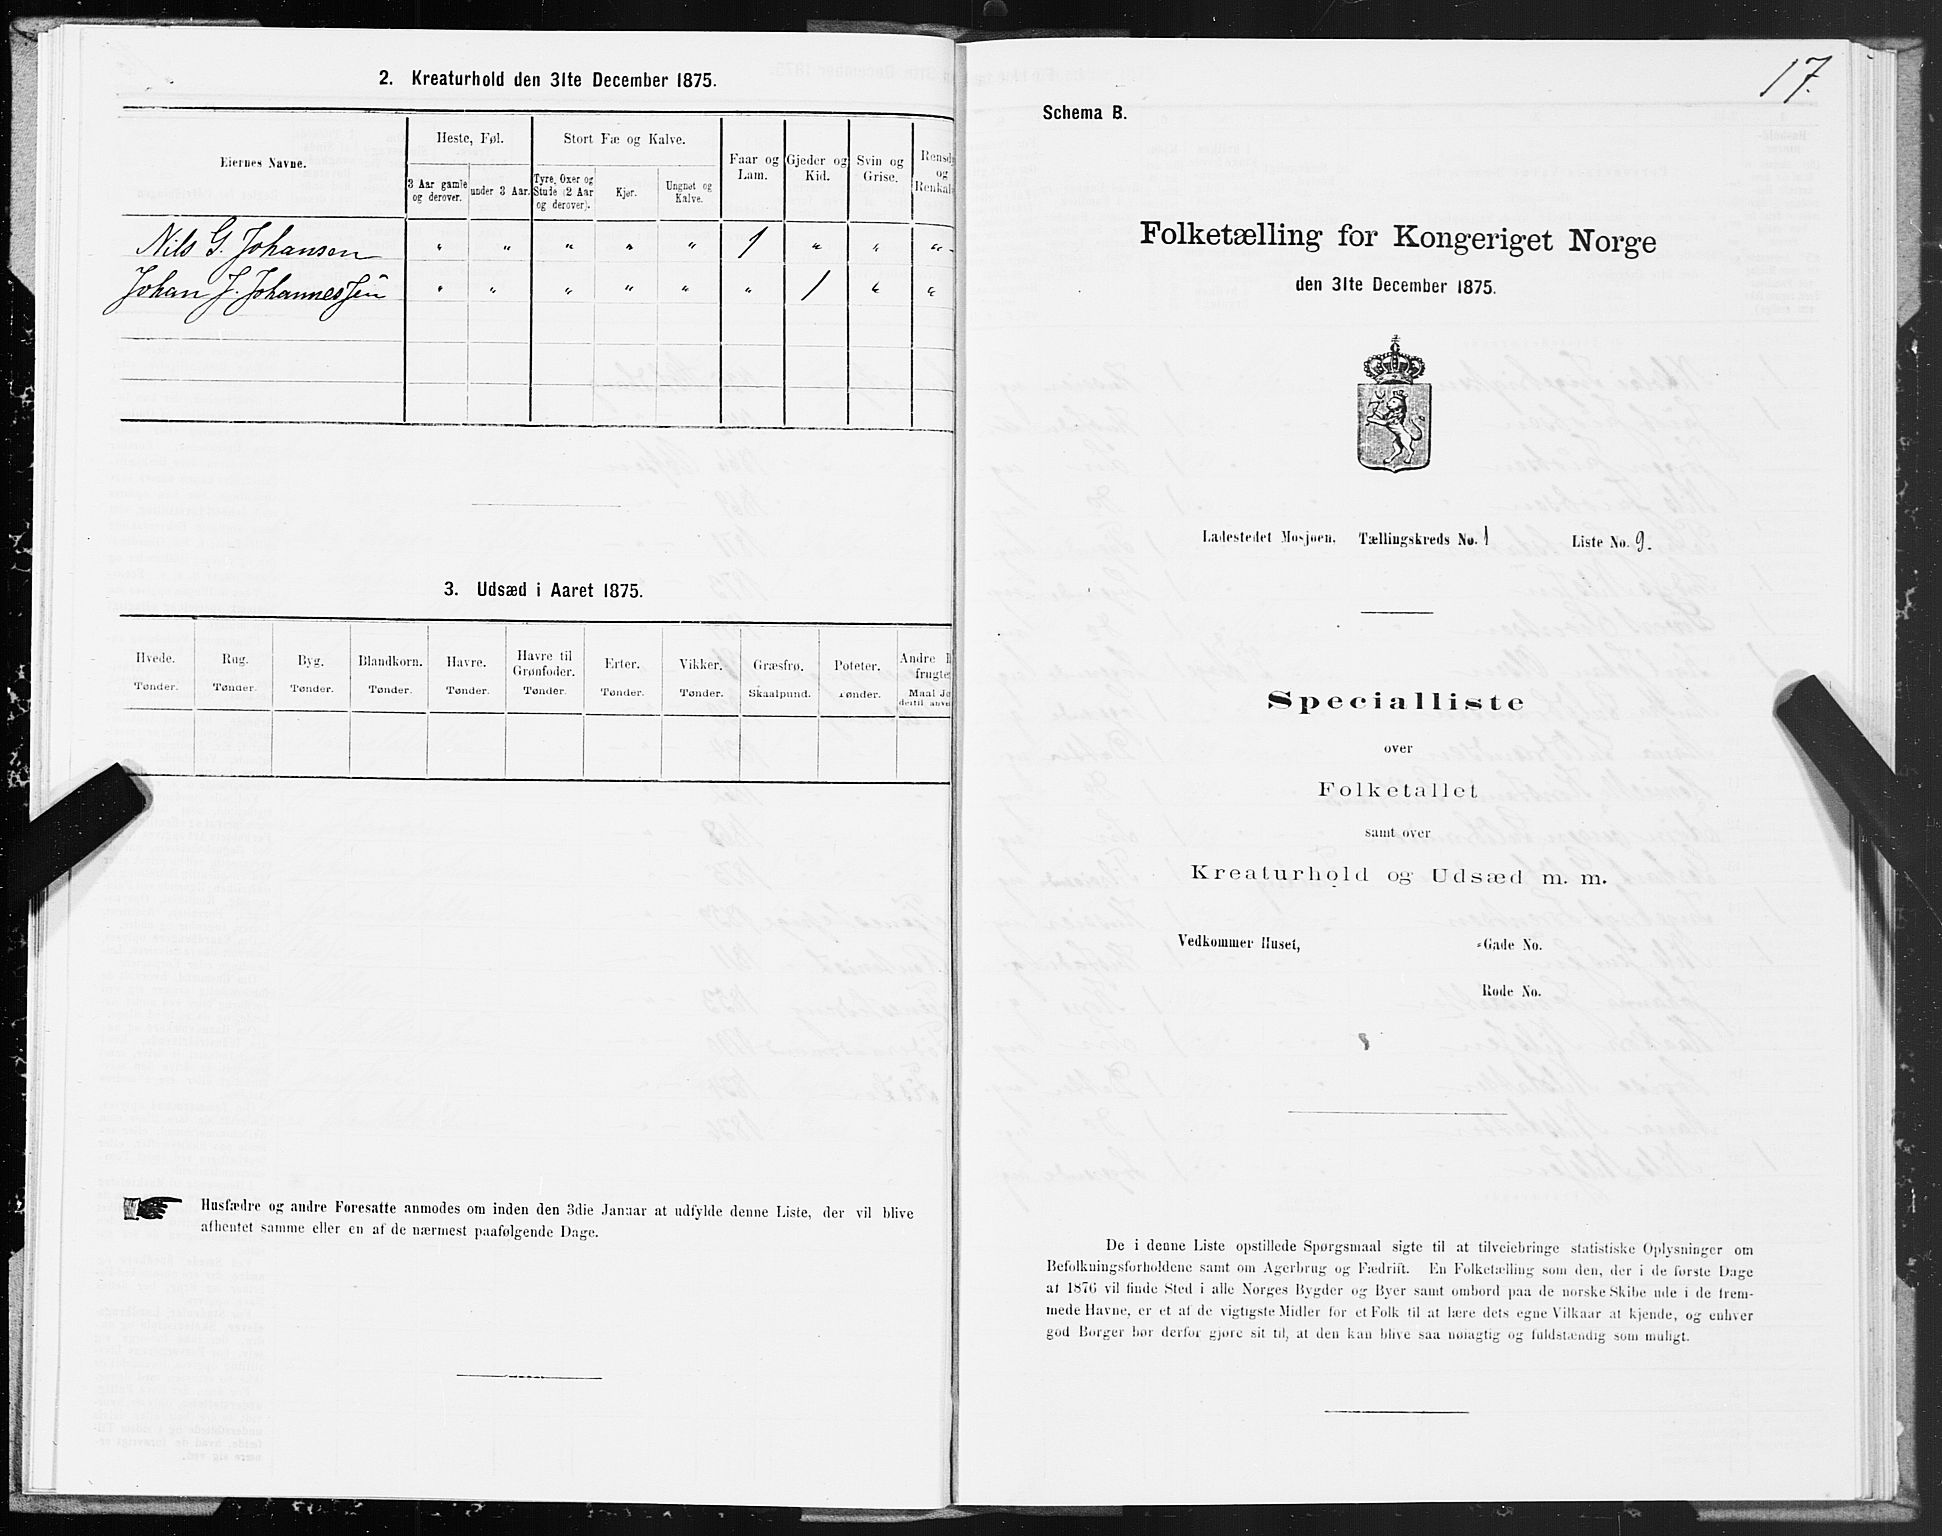 2. Kreaturhold den 31te December 1875.
Eiernes Navne.
Heste, Føl.
Stort Fæ og Kalve.
Faar og Lam.
Gjeder og Kid.
Svin og Grise.
Rensd
og
Renkal
3 Aar gamle og derover.
under 3 Aar.
Tyre, Oxer og Stude (2 Aar og derover).
Kjør.
Ungnøt og Kalve.
Nils G. Johansen " " " " " 1 " " "
Johan J. Johannessen " " " " " " 1 " "
3. Udsæd i Aaret 1875.
Hvede. Rug. Byg. Blandkorn. Havre. Havre til Grønfoder. Erter. Vikker. Græsfrø. Poteter. Andre
frugte
Tønder. Tønder. Tønder. Tønder. Tønder. Tønder. Tønder. Tønder. Skaalpund. Tønder. Maal Jo
dertil anve
Husfædre og andre Foresatte anmodes om inden den 3die Januar at udfylde denne Liste, der vil blive
afhentet samme eller en af de nærmest paafølgende Dage.
17.
Schema B.
Folketælling for Kongeriget Norge
den 31te December 1875.
Ladestedet Mosjøen. Tællingskreds No. 1 Liste No. 9.
Specialliste
over
Folketallet
samt over
Kreaturhold og Udsæd m. m.
Vedkommer Huset, -Gade No.
Rode No.
De i denne Liste opstillede Spørgsmaal sigte til at tilveiebringe statistiske Oplysninger om
Befolkningsforholdene samt om Agerbrug og Fædrift. En Folketælling som den, der i de første Dage
af 1876 vil finde Sted i alle Norges Bygder og Byer samt ombord paa de norske Skibe ude i de frem-
mede Havne, er et af de vigtigste Midler for et Folk til at lære dets egne Vilkaar at kjende, og enhver
god Borger bør derfor gjøre sit til, at den kan blive saa nøiagtig og fuldstændig som muligt.